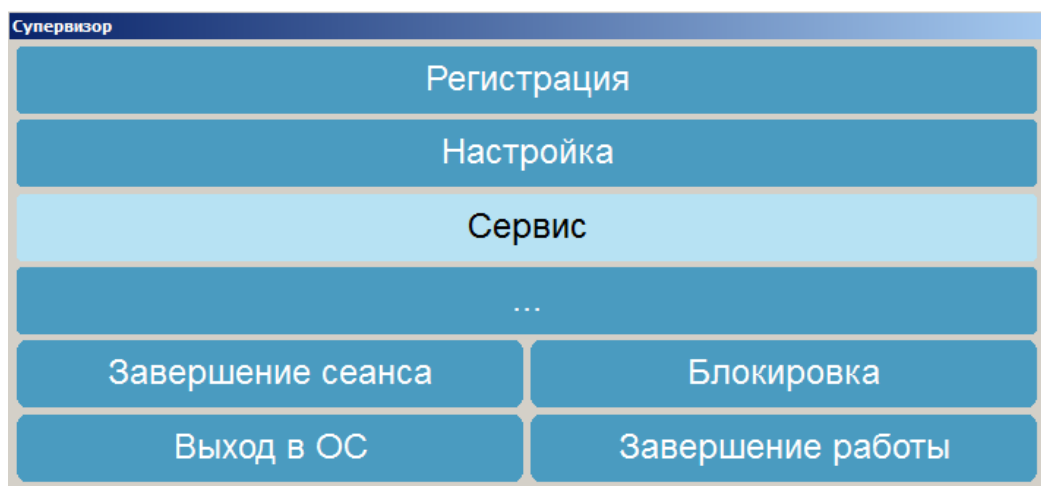 Супервизор
Регистрация
Настройка
Сервис
...
Завершение сеанса
Блокировка
Выход в ОС
Завершение работы